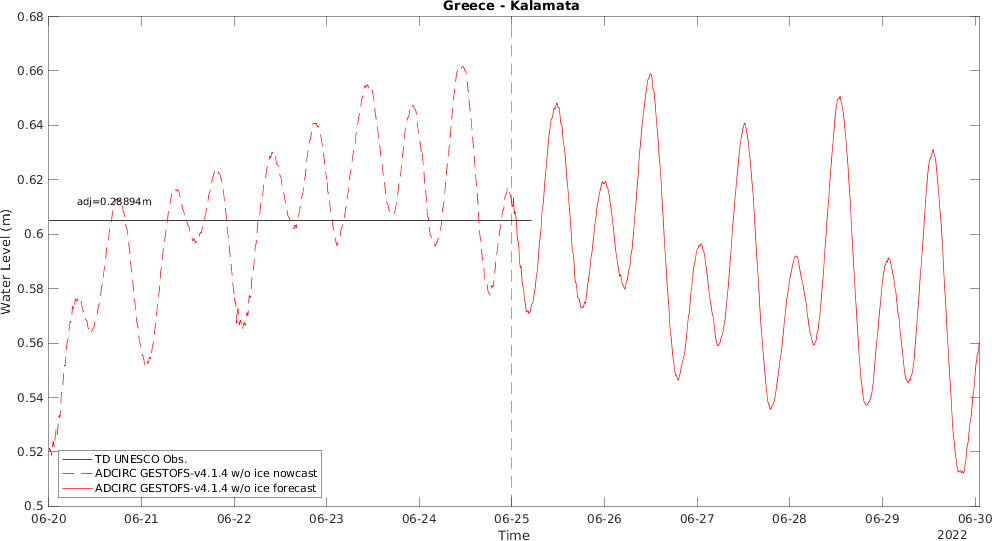 Greece - Kalamata
0.68
0.66
0.64
0.62
0.6
0.58
0.56
0.54
0.52
0.5
Water Level (m)
adj=0.28894m
TD UNESCO Obs.
ADCIRC GESTOFS-v4.1.4 w/o ice nowcast
ADCIRC GESTOFS-v4.1.4 w/o ice forecast
06-20 06-21 06-22 06-23 06-24 06-25 06-26 06-27 06-28 06-29 06-30
Time
2022